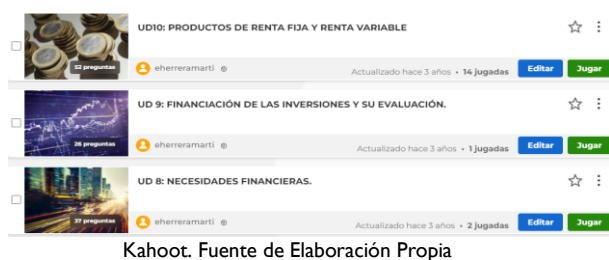 UD10: PRODUCTOS DE RENTA FIJA Y RENTA VARIABLE
52 preguntas
eherreramarti
Actualizado hace 3 años • 14 jugadas
Editar
Jugar
UD 9: FINANCIACIÓN DE LAS INVERSIONES Y SU EVALUACIÓN.
26 preguntas
eherreramarti
Actualizado hace 3 años • 1 jugadas
Editar
Jugar
UD 8: NECESIDADES FINANCIERAS.
37 preguntas
eherreramarti
Actualizado hace 3 años • 2 jugadas
Editar
Jugar
Kahoot. Fuente de Elaboración Propia